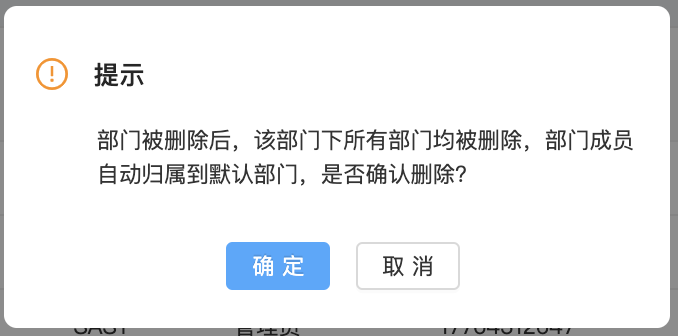 提示
部门被删除后，该部门下所有部门均被删除，部门成员
自动归属到默认部门，是否确认删除?
确 定
取 消